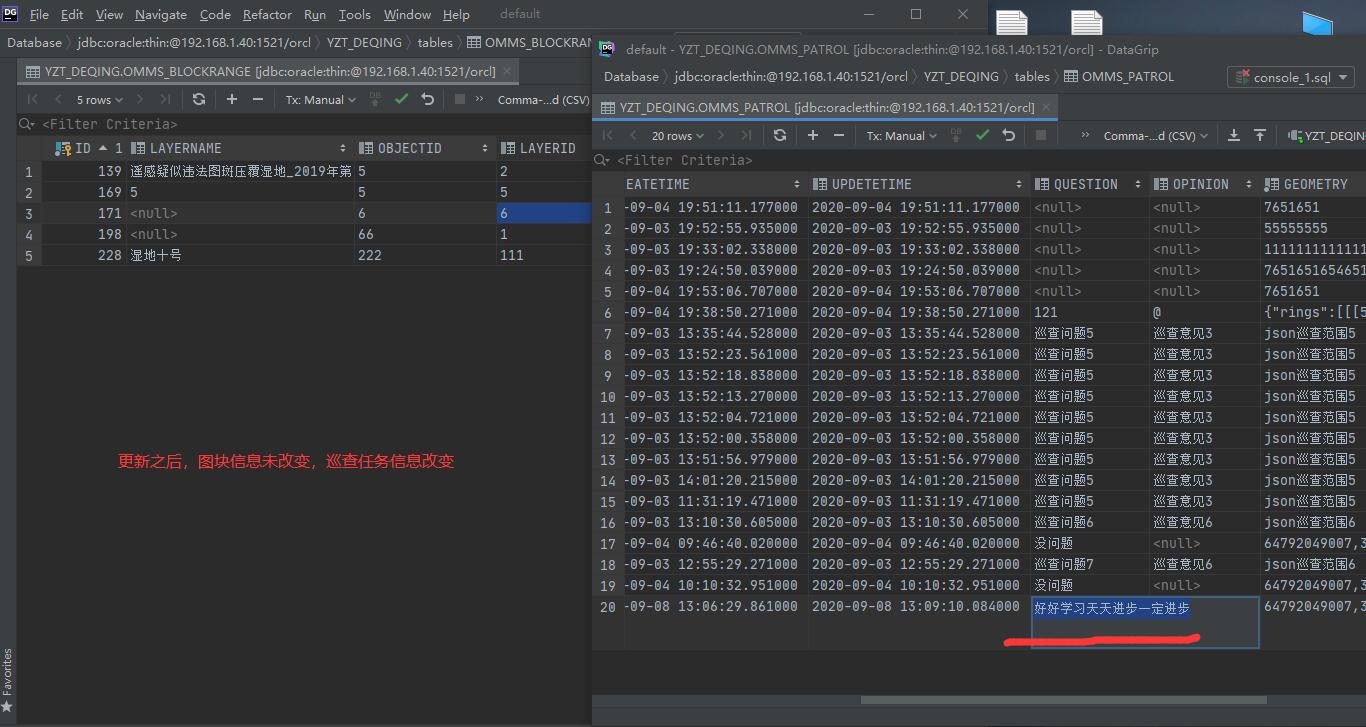 File Edit View Navigate Code Refactor Run Tools Window Help default
Database jdbc:oracle:thin:@192.168.1.40:1521/orcl YZT_DEQING tables OMMS_BLOCKRAN
YZT_DEQING.OMMS_BLOCKRANGE [jdbc:oracle:thin:@192.168.1.40:1521/orcl]
5 rows Tx: Manual DB Comma-...d (CSV)
<Filter Criteria>
ID 1 LAYERNAME OBJECTID LAYERID
1 139 遥感疑似违法图斑压覆湿地_2019年第 5 2
2 169 5 5 5
3 171 <null> 6 6
4 198 <null> 66 1
5 228 湿地十号 222 111
更新之后，图块信息未改变，巡查任务信息改变
Favorites
default - YZT_DEQING.OMMS_PATROL [jdbc:oracle:thin:@192.168.1.40:1521/orcl] - DataGrip
Database jdbc:oracle:thin:@192.168.1.40:1521/orcl YZT_DEQING tables OMMS_PATROL console_1.sql
YZT_DEQING.OMMS_PATROL [jdbc:oracle:thin:@192.168.1.40:1521/orcl]
20 rows Tx: Manual DB Comma-...d (CSV) YZT_DEQIN
<Filter Criteria>
EATETIME UPDETETIME QUESTION OPINION GEOMETRY
1 -09-04 19:51:11.177000 2020-09-04 19:51:11.177000 <null> <null> 7651651
2 -09-03 19:52:55.935000 2020-09-03 19:52:55.935000 <null> <null> 55555555
3 -09-03 19:33:02.338000 2020-09-03 19:33:02.338000 <null> <null> 1111111111111
4 -09-03 19:24:50.039000 2020-09-03 19:24:50.039000 <null> <null> 7651651654651
5 -09-04 19:53:06.707000 2020-09-04 19:53:06.707000 <null> <null> 7651651
6 -09-04 19:38:50.271000 2020-09-04 19:38:50.271000 121 @ {"rings":[[[5
7 -09-03 13:35:44.528000 2020-09-03 13:35:44.528000 巡查问题5 巡查意见3 json巡查范围5
8 -09-03 13:52:23.561000 2020-09-03 13:52:23.561000 巡查问题5 巡查意见3 json巡查范围5
9 -09-03 13:52:18.838000 2020-09-03 13:52:18.838000 巡查问题5 巡查意见3 json巡查范围5
10 -09-03 13:52:13.270000 2020-09-03 13:52:13.270000 巡查问题5 巡查意见3 json巡查范围5
11 -09-03 13:52:04.721000 2020-09-03 13:52:04.721000 巡查问题5 巡查意见3 json巡查范围5
12 -09-03 13:52:00.358000 2020-09-03 13:52:00.358000 巡查问题5 巡查意见3 json巡查范围5
13 -09-03 13:51:56.979000 2020-09-03 13:51:56.979000 巡查问题5 巡查意见3 json巡查范围5
14 -09-03 14:01:20.215000 2020-09-03 14:01:20.215000 巡查问题5 巡查意见3 json巡查范围5
15 -09-03 11:31:19.471000 2020-09-03 11:31:19.471000 巡查问题5 巡查意见3 json巡查范围5
16 -09-03 13:10:30.605000 2020-09-03 13:10:30.605000 巡查问题6 巡查意见6 json巡查范围6
17 -09-04 09:46:40.020000 2020-09-04 09:46:40.020000 没问题 <null> 64792049007,3
18 -09-03 12:55:29.271000 2020-09-03 12:55:29.271000 巡查问题7 巡查意见6 json巡查范围6
19 -09-04 10:10:32.951000 2020-09-04 10:10:32.951000 没问题 <null> 64792049007,3
20 -09-08 13:06:29.861000 2020-09-08 13:09:10.084000 好好学习天天进步一定进步 64792049007,3